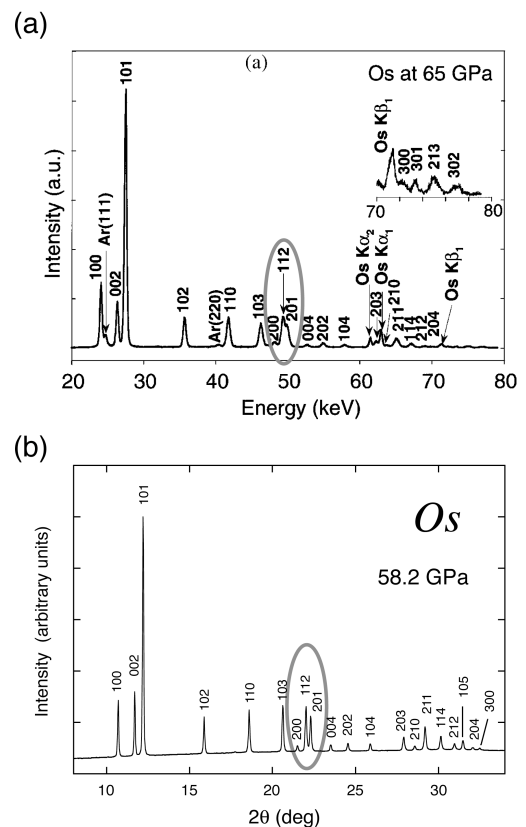 (a)
(a)
Os at 65 GPa
101
100
Ar(111)
002
102
Ar(220)
110
103
200
112
201
004
202
104
Os Kα2
203
Os Kα1
210
211
114
212
204
Os Kβ1
Os Kβ1
300
301
213
302
70
80
Intensity (a.u.)
20 30 40 50 60 70 80
Energy (keV)
(b)
101
Os
58.2 GPa
100
002
102
110
103
200
112
201
004
202
104
203
210
211
114
212
105
204
300
Intensity (arbitrary units)
10 15 20 25 30
2θ (deg)